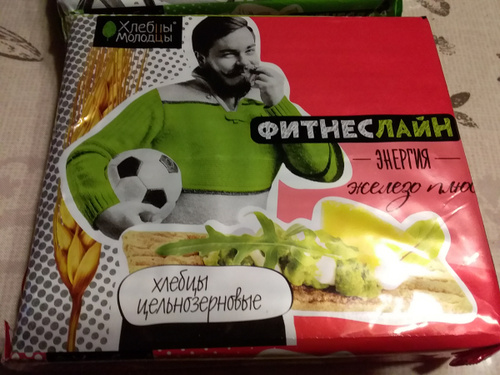 Хлебцы
Молодцы
ФИТНЕСЛАЙН
ЭНЕРГИЯ
железо плюс
хлебцы
цельнозерновые